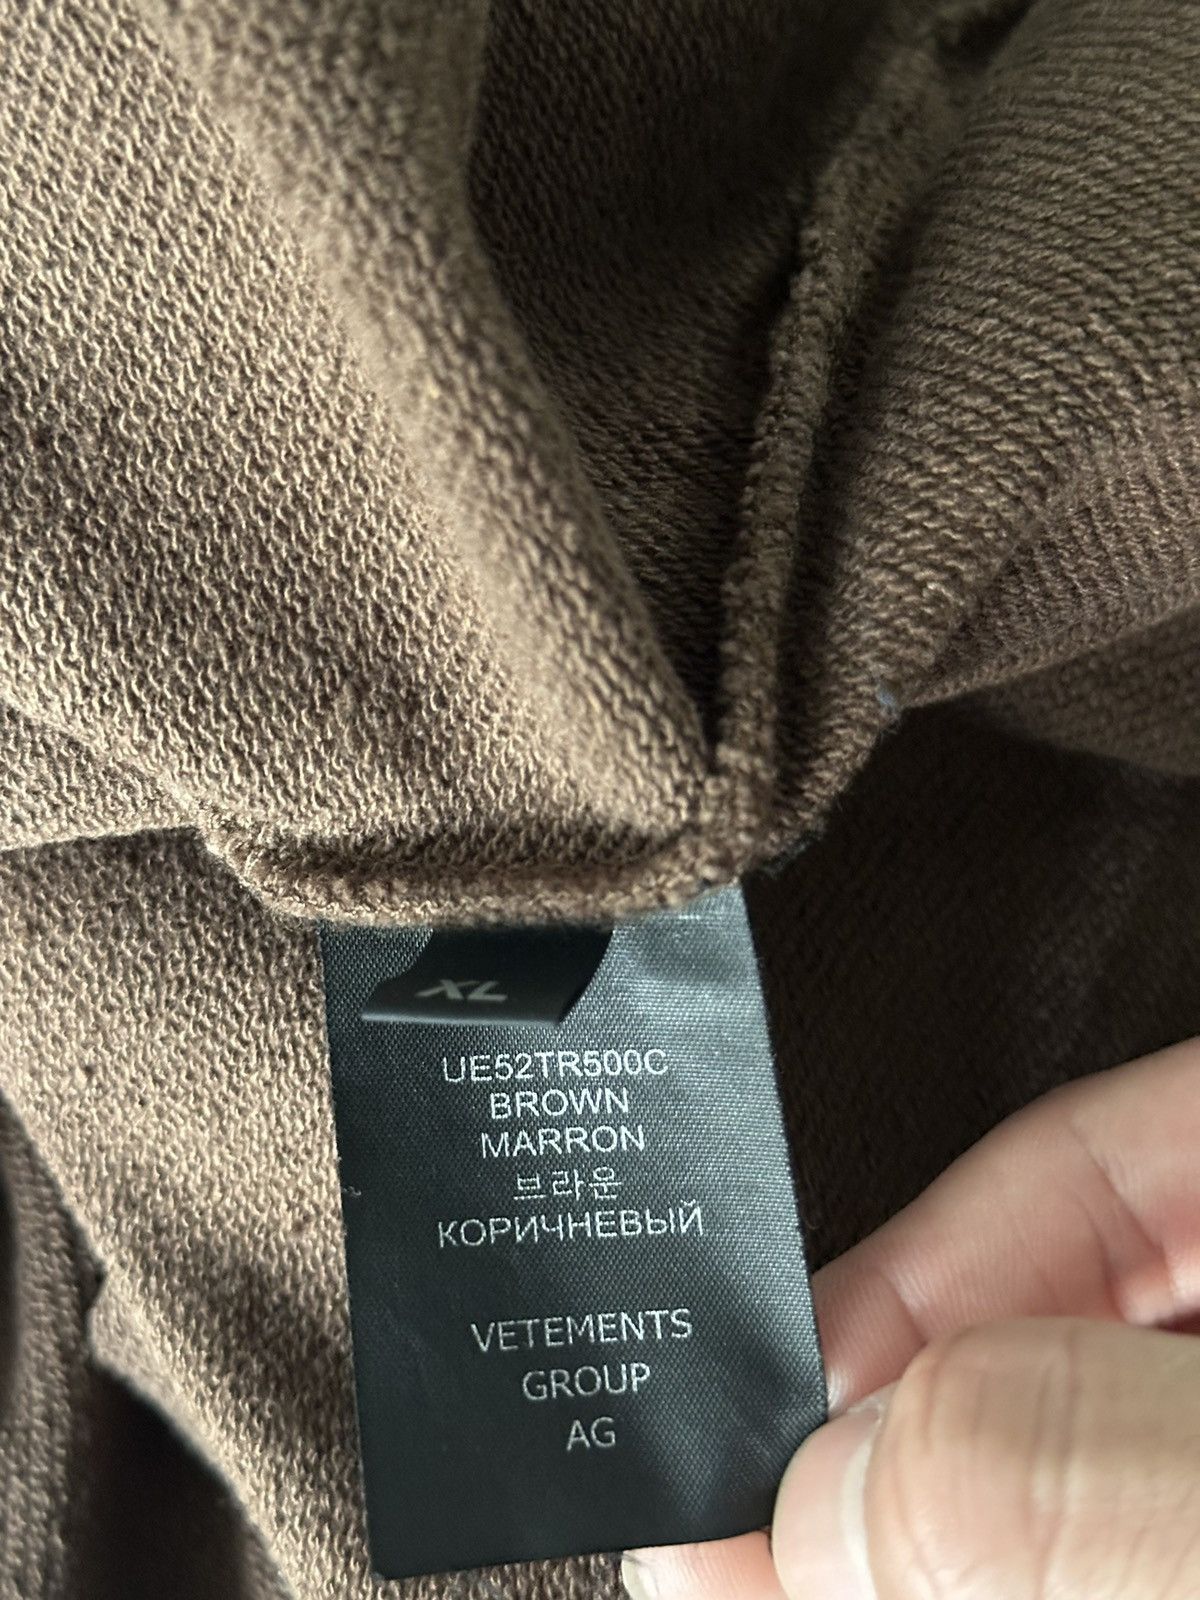 XL
UE52TR500C
BROWN
MARRON
브라운
КОРИЧНЕВЫЙ
VETEMENTS
GROUP
AG